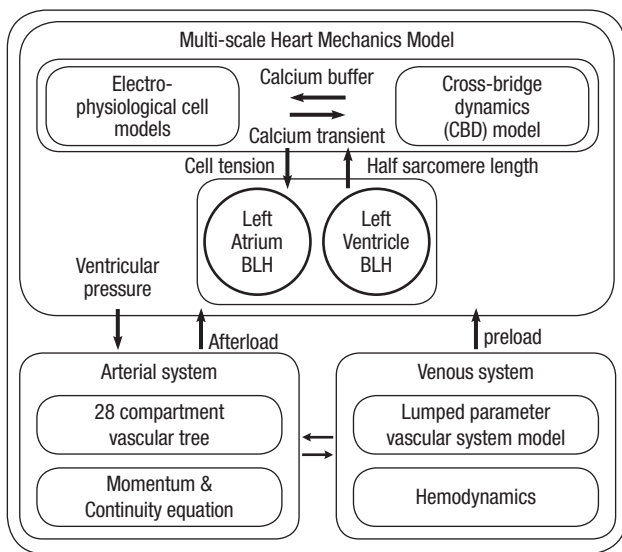 Multi-scale Heart Mechanics Model
Electro-
physiological cell
models
Calcium buffer
Calcium transient
Cross-bridge
dynamics
(CBD) model
Cell tension
Half sarcomere length
Left
Atrium
BLH
Left
Ventricle
BLH
Ventricular
pressure
Afterload
preload
Arterial system
28 compartment
vascular tree
Momentum &
Continuity equation
Venous system
Lumped parameter
vascular system model
Hemodynamics